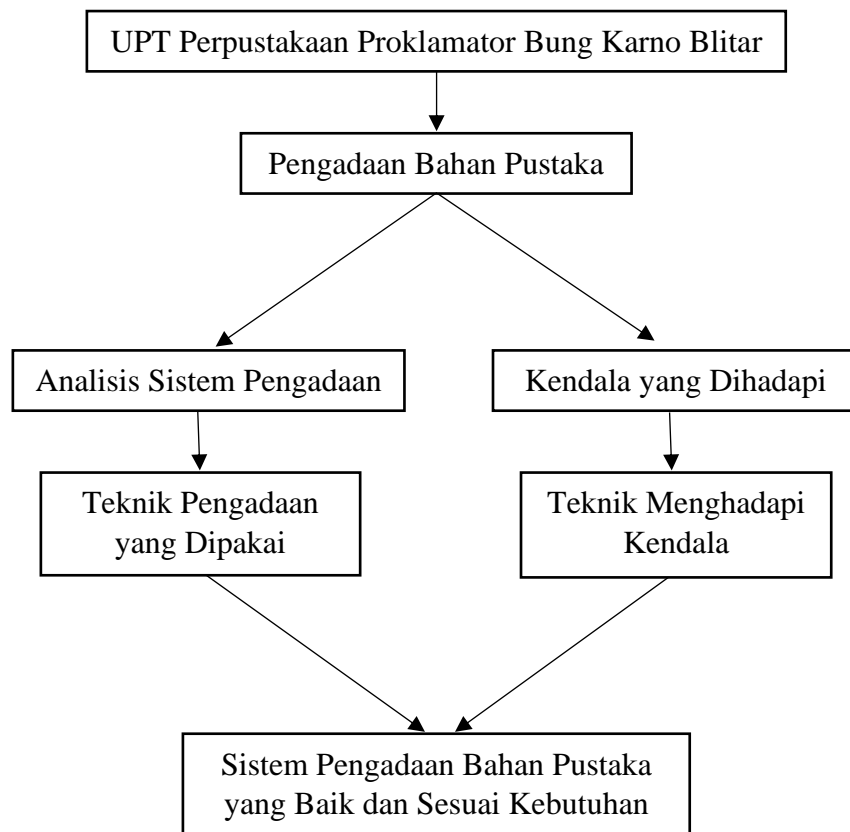 UPT Perpustakaan Proklamator Bung Karno Blitar
Pengadaan Bahan Pustaka
Analisis Sistem Pengadaan
Kendala yang Dihadapi
Teknik Pengadaan
yang Dipakai
Teknik Menghadapi
Kendala
Sistem Pengadaan Bahan Pustaka
yang Baik dan Sesuai Kebutuhan